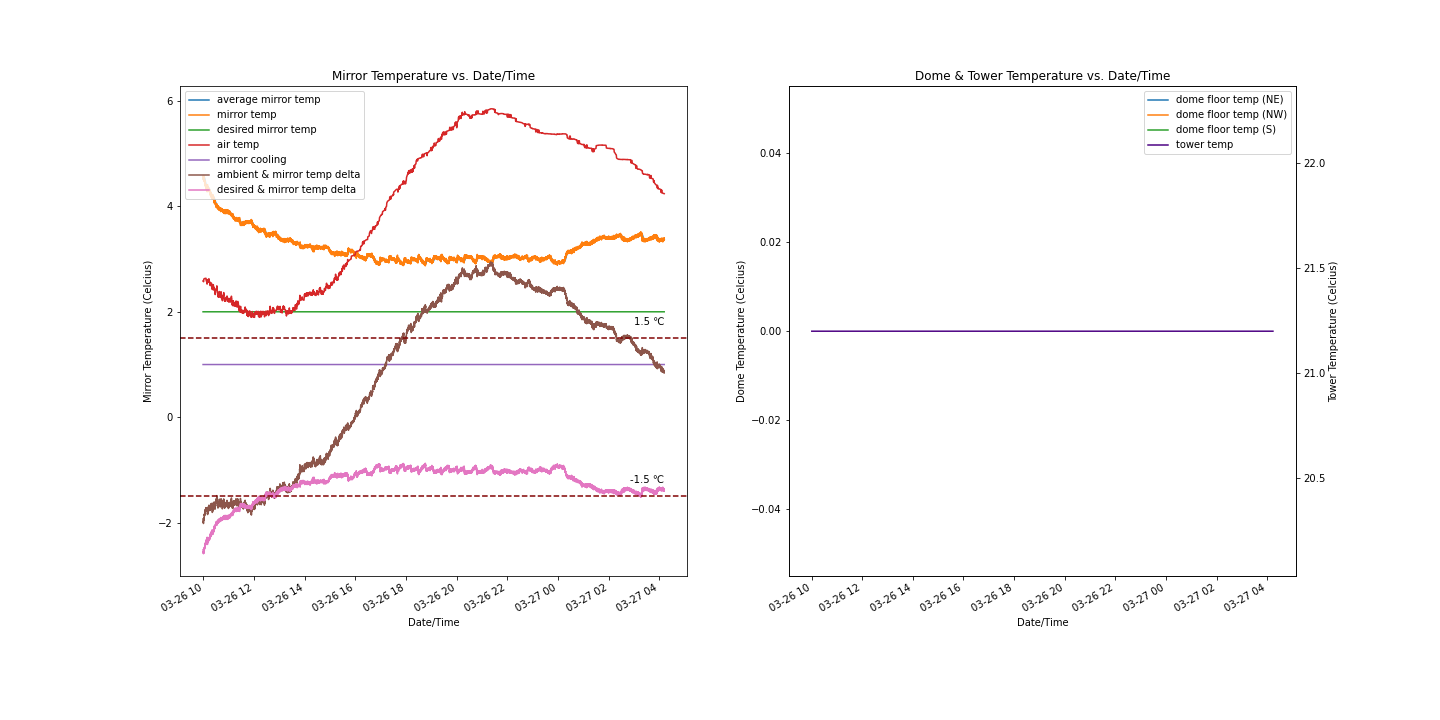 Mirror Temperature vs. Date/Time
average mirror temp
mirror temp
desired mirror temp
air temp
mirror cooling
ambient & mirror temp delta
desired & mirror temp delta
6
4
2
0
−2
Mirror Temperature (Celcius)
1.5 °C
-1.5 °C
03-26 10
03-26 12
03-26 14
03-26 16
03-26 18
03-26 20
03-26 22
03-27 00
03-27 02
03-27 04
Date/Time
Dome & Tower Temperature vs. Date/Time
dome floor temp (NE)
dome floor temp (NW)
dome floor temp (S)
tower temp
0.04
0.02
0.00
−0.02
−0.04
Dome Temperature (Celcius)
22.0
21.5
21.0
20.5
Tower Temperature (Celcius)
03-26 10
03-26 12
03-26 14
03-26 16
03-26 18
03-26 20
03-26 22
03-27 00
03-27 02
03-27 04
Date/Time